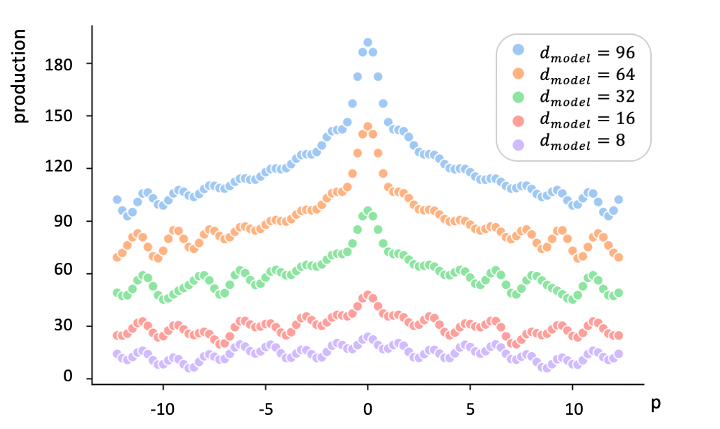 production
180
150
120
90
60
30
0
-10 -5 0 5 10
p
d_model = 96
d_model = 64
d_model = 32
d_model = 16
d_model = 8